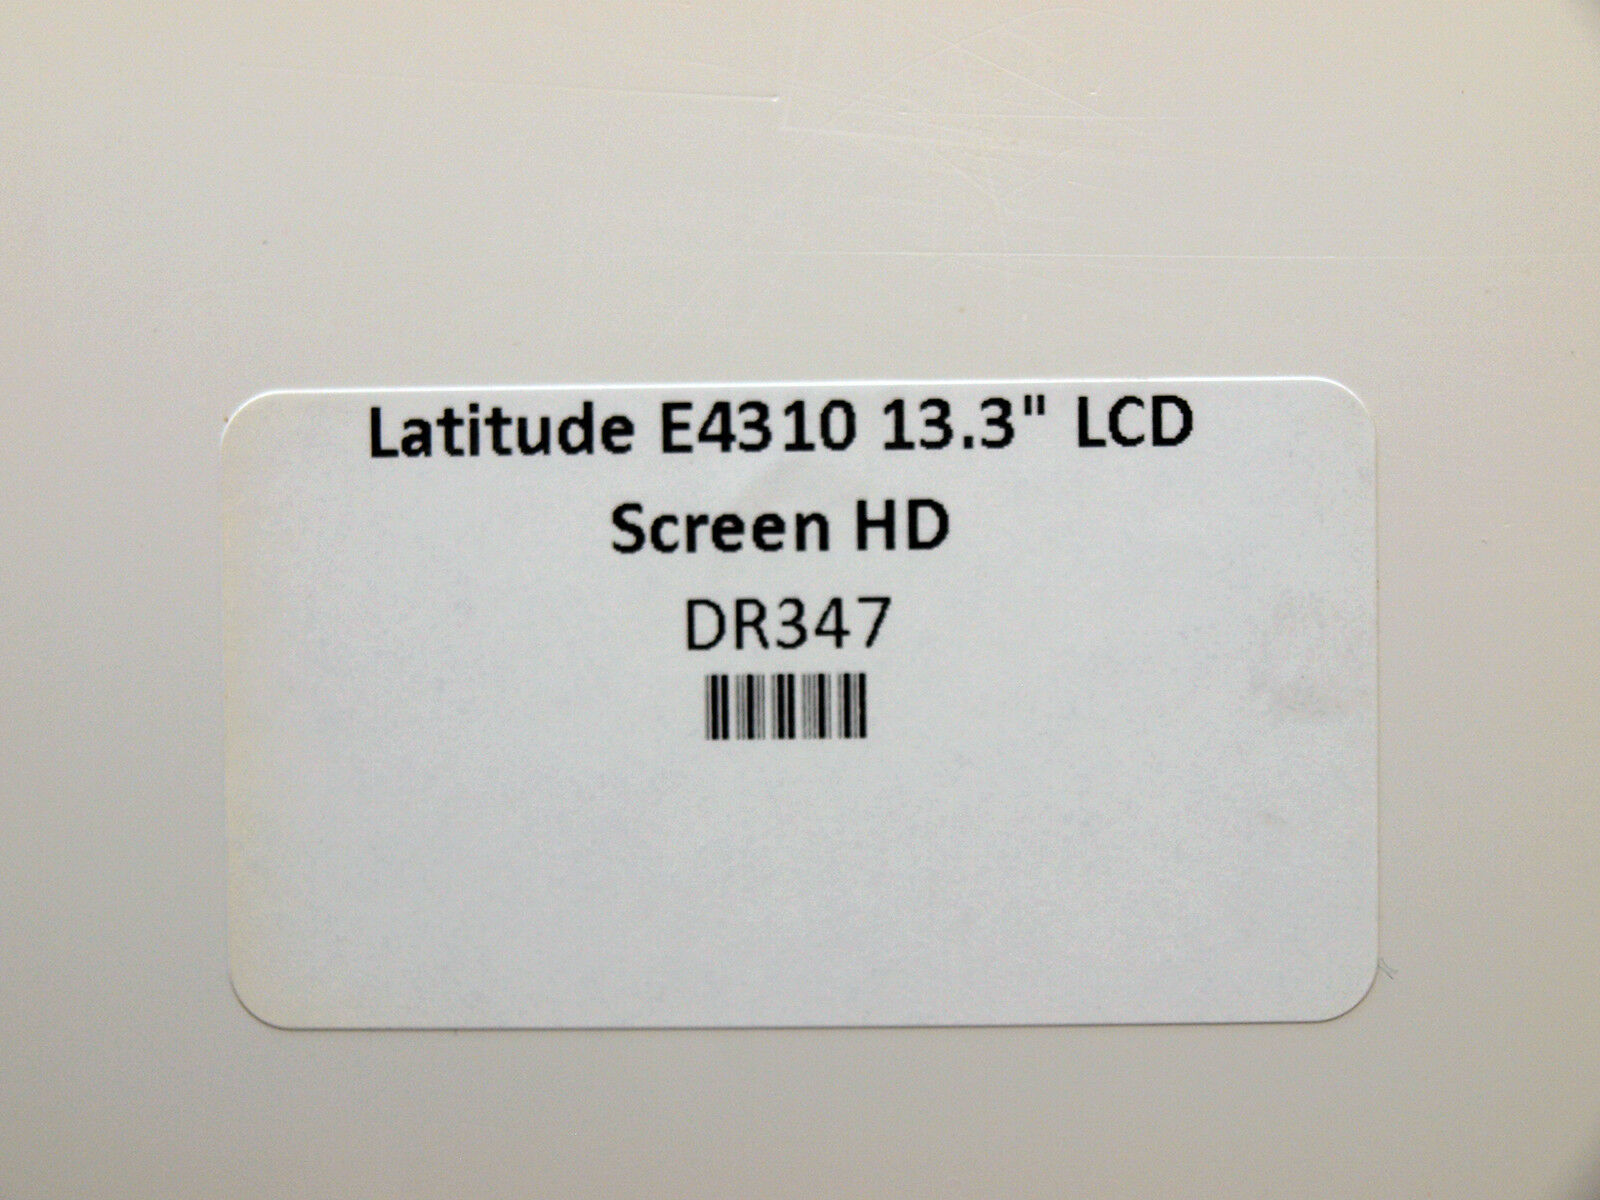 Latitude E4310 13.3" LCD
Screen HD
DR347